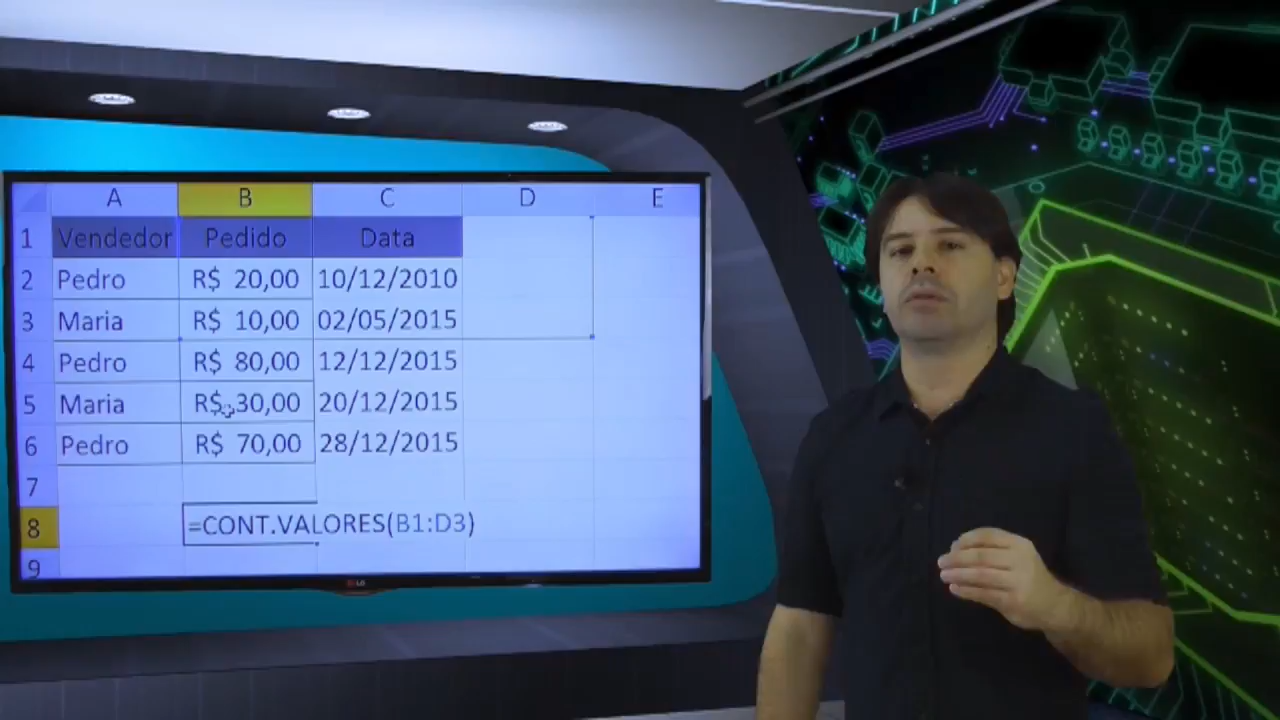 A B C D E
1 Vendedor Pedido Data
2 Pedro R$ 20,00 10/12/2010
3 Maria R$ 10,00 02/05/2015
4 Pedro R$ 80,00 12/12/2015
5 Maria R$ 30,00 20/12/2015
6 Pedro R$ 70,00 28/12/2015
7
8 =CONT.VALORES(B1:D3)
9
LG